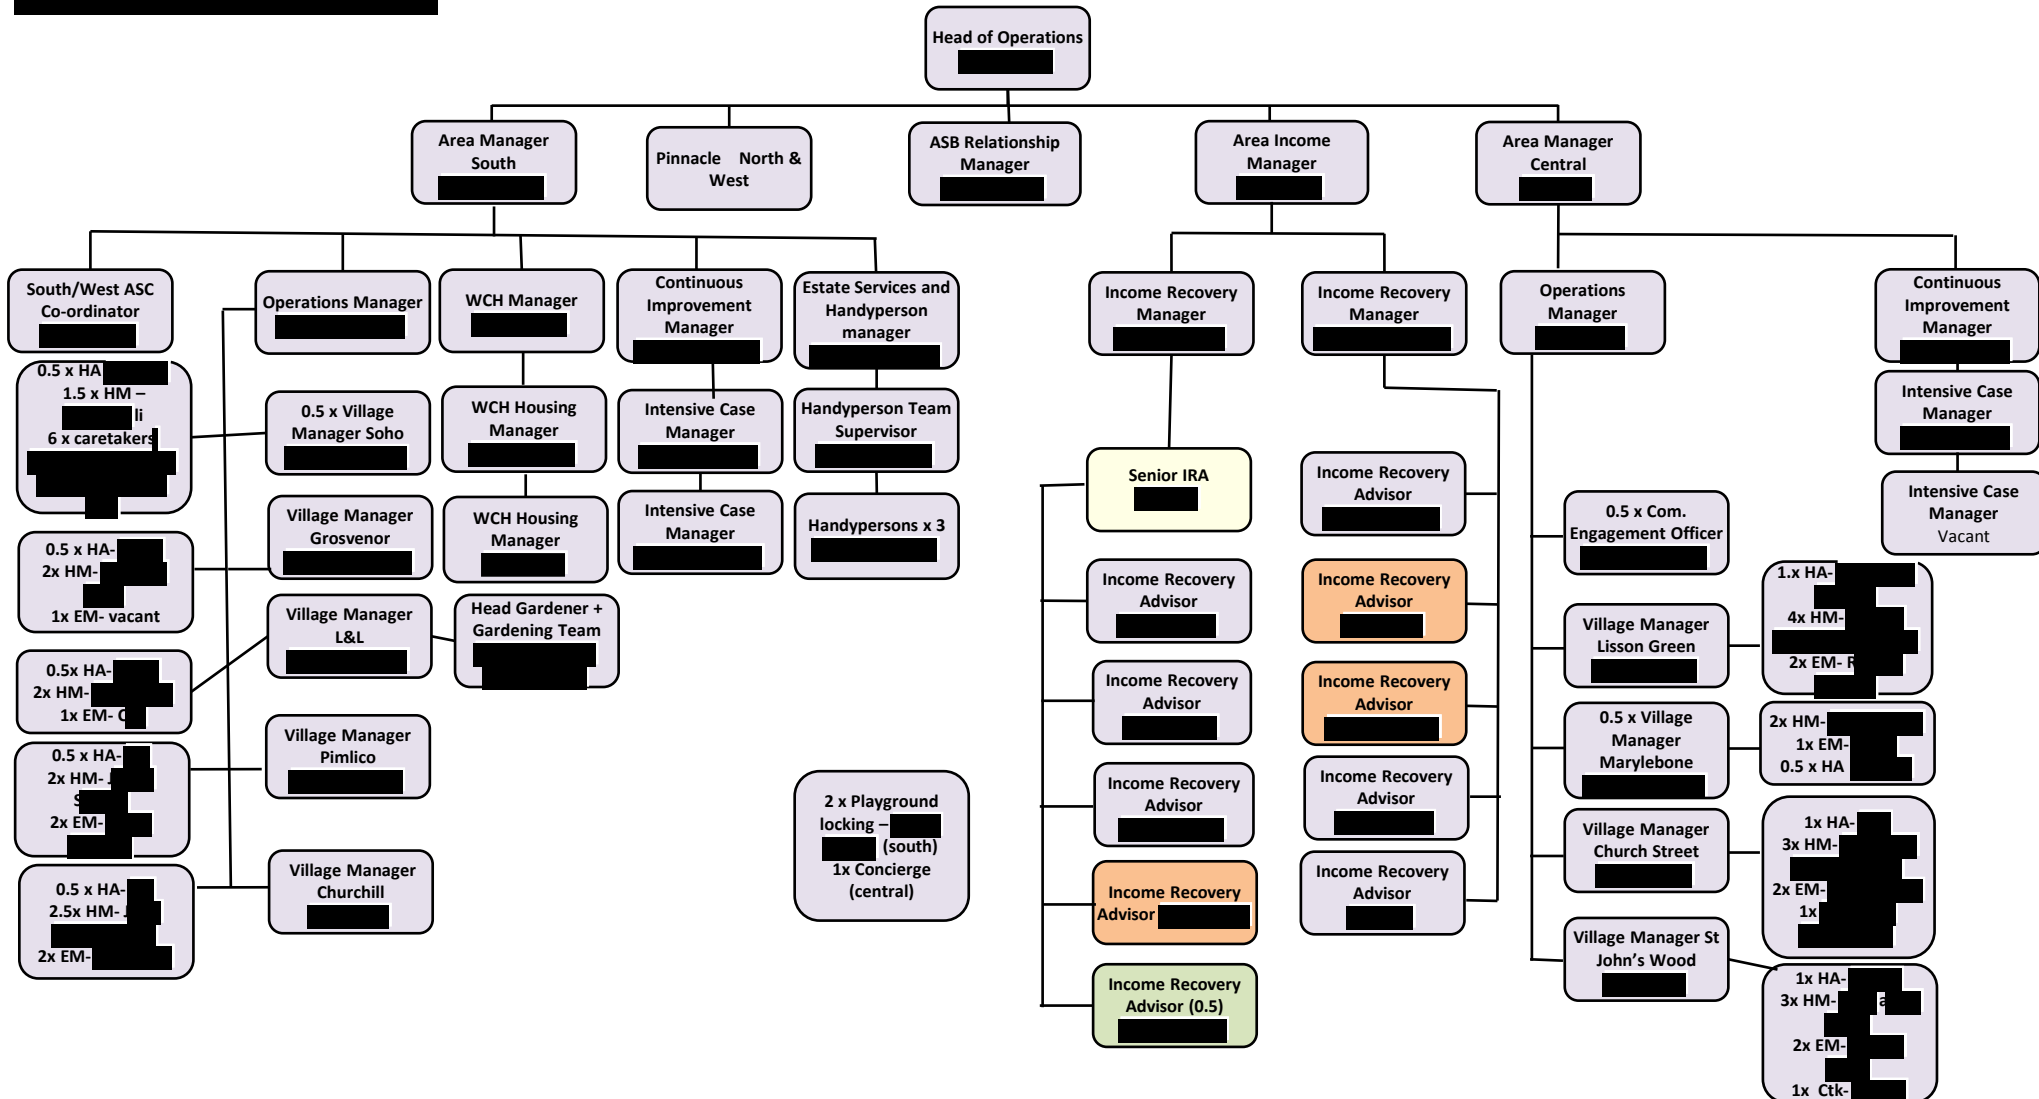 Head of Operations
Area Manager
South
Pinnacle North &
West
ASB Relationship
Manager
Area Income
Manager
Area Manager
Central
South/West ASC
Co-ordinator
Operations Manager
WCH Manager
Continuous
Improvement
Manager
Estate Services and
Handyperson
manager
Income Recovery
Manager
Income Recovery
Manager
Operations
Manager
Continuous
Improvement
Manager
0.5 x HA
1.5 x HM –
li
6 x caretakers
0.5 x Village
Manager Soho
WCH Housing
Manager
Intensive Case
Manager
Handyperson Team
Supervisor
Intensive Case
Manager
0.5 x HA-
2x HM-
1x EM- vacant
Village Manager
Grosvenor
WCH Housing
Manager
Intensive Case
Manager
Handypersons x 3
Senior IRA
Income Recovery
Advisor
0.5 x Com.
Engagement Officer
Intensive Case
Manager
Vacant
0.5x HA-
2x HM-
1x EM- C
Village Manager
L&L
Head Gardener +
Gardening Team
Income Recovery
Advisor
Income Recovery
Advisor
Village Manager
Lisson Green
1.x HA-
4x HM-
2x EM- R
0.5 x HA-
2x HM- J
S
2x EM-
Village Manager
Pimlico
Income Recovery
Advisor
Income Recovery
Advisor
0.5 x Village
Manager
Marylebone
2x HM-
1x EM-
0.5 x HA
2 x Playground
locking –
(south)
1x Concierge
(central)
Income Recovery
Advisor
Income Recovery
Advisor
Village Manager
Church Street
1x HA-
3x HM-
2x EM-
1x
0.5 x HA-
2.5x HM- J
2x EM-
Village Manager
Churchill
Income Recovery
Advisor
Income Recovery
Advisor
Village Manager St
John's Wood
1x HA-
3x HM- a
2x EM-
1x Ctk-
Income Recovery
Advisor (0.5)